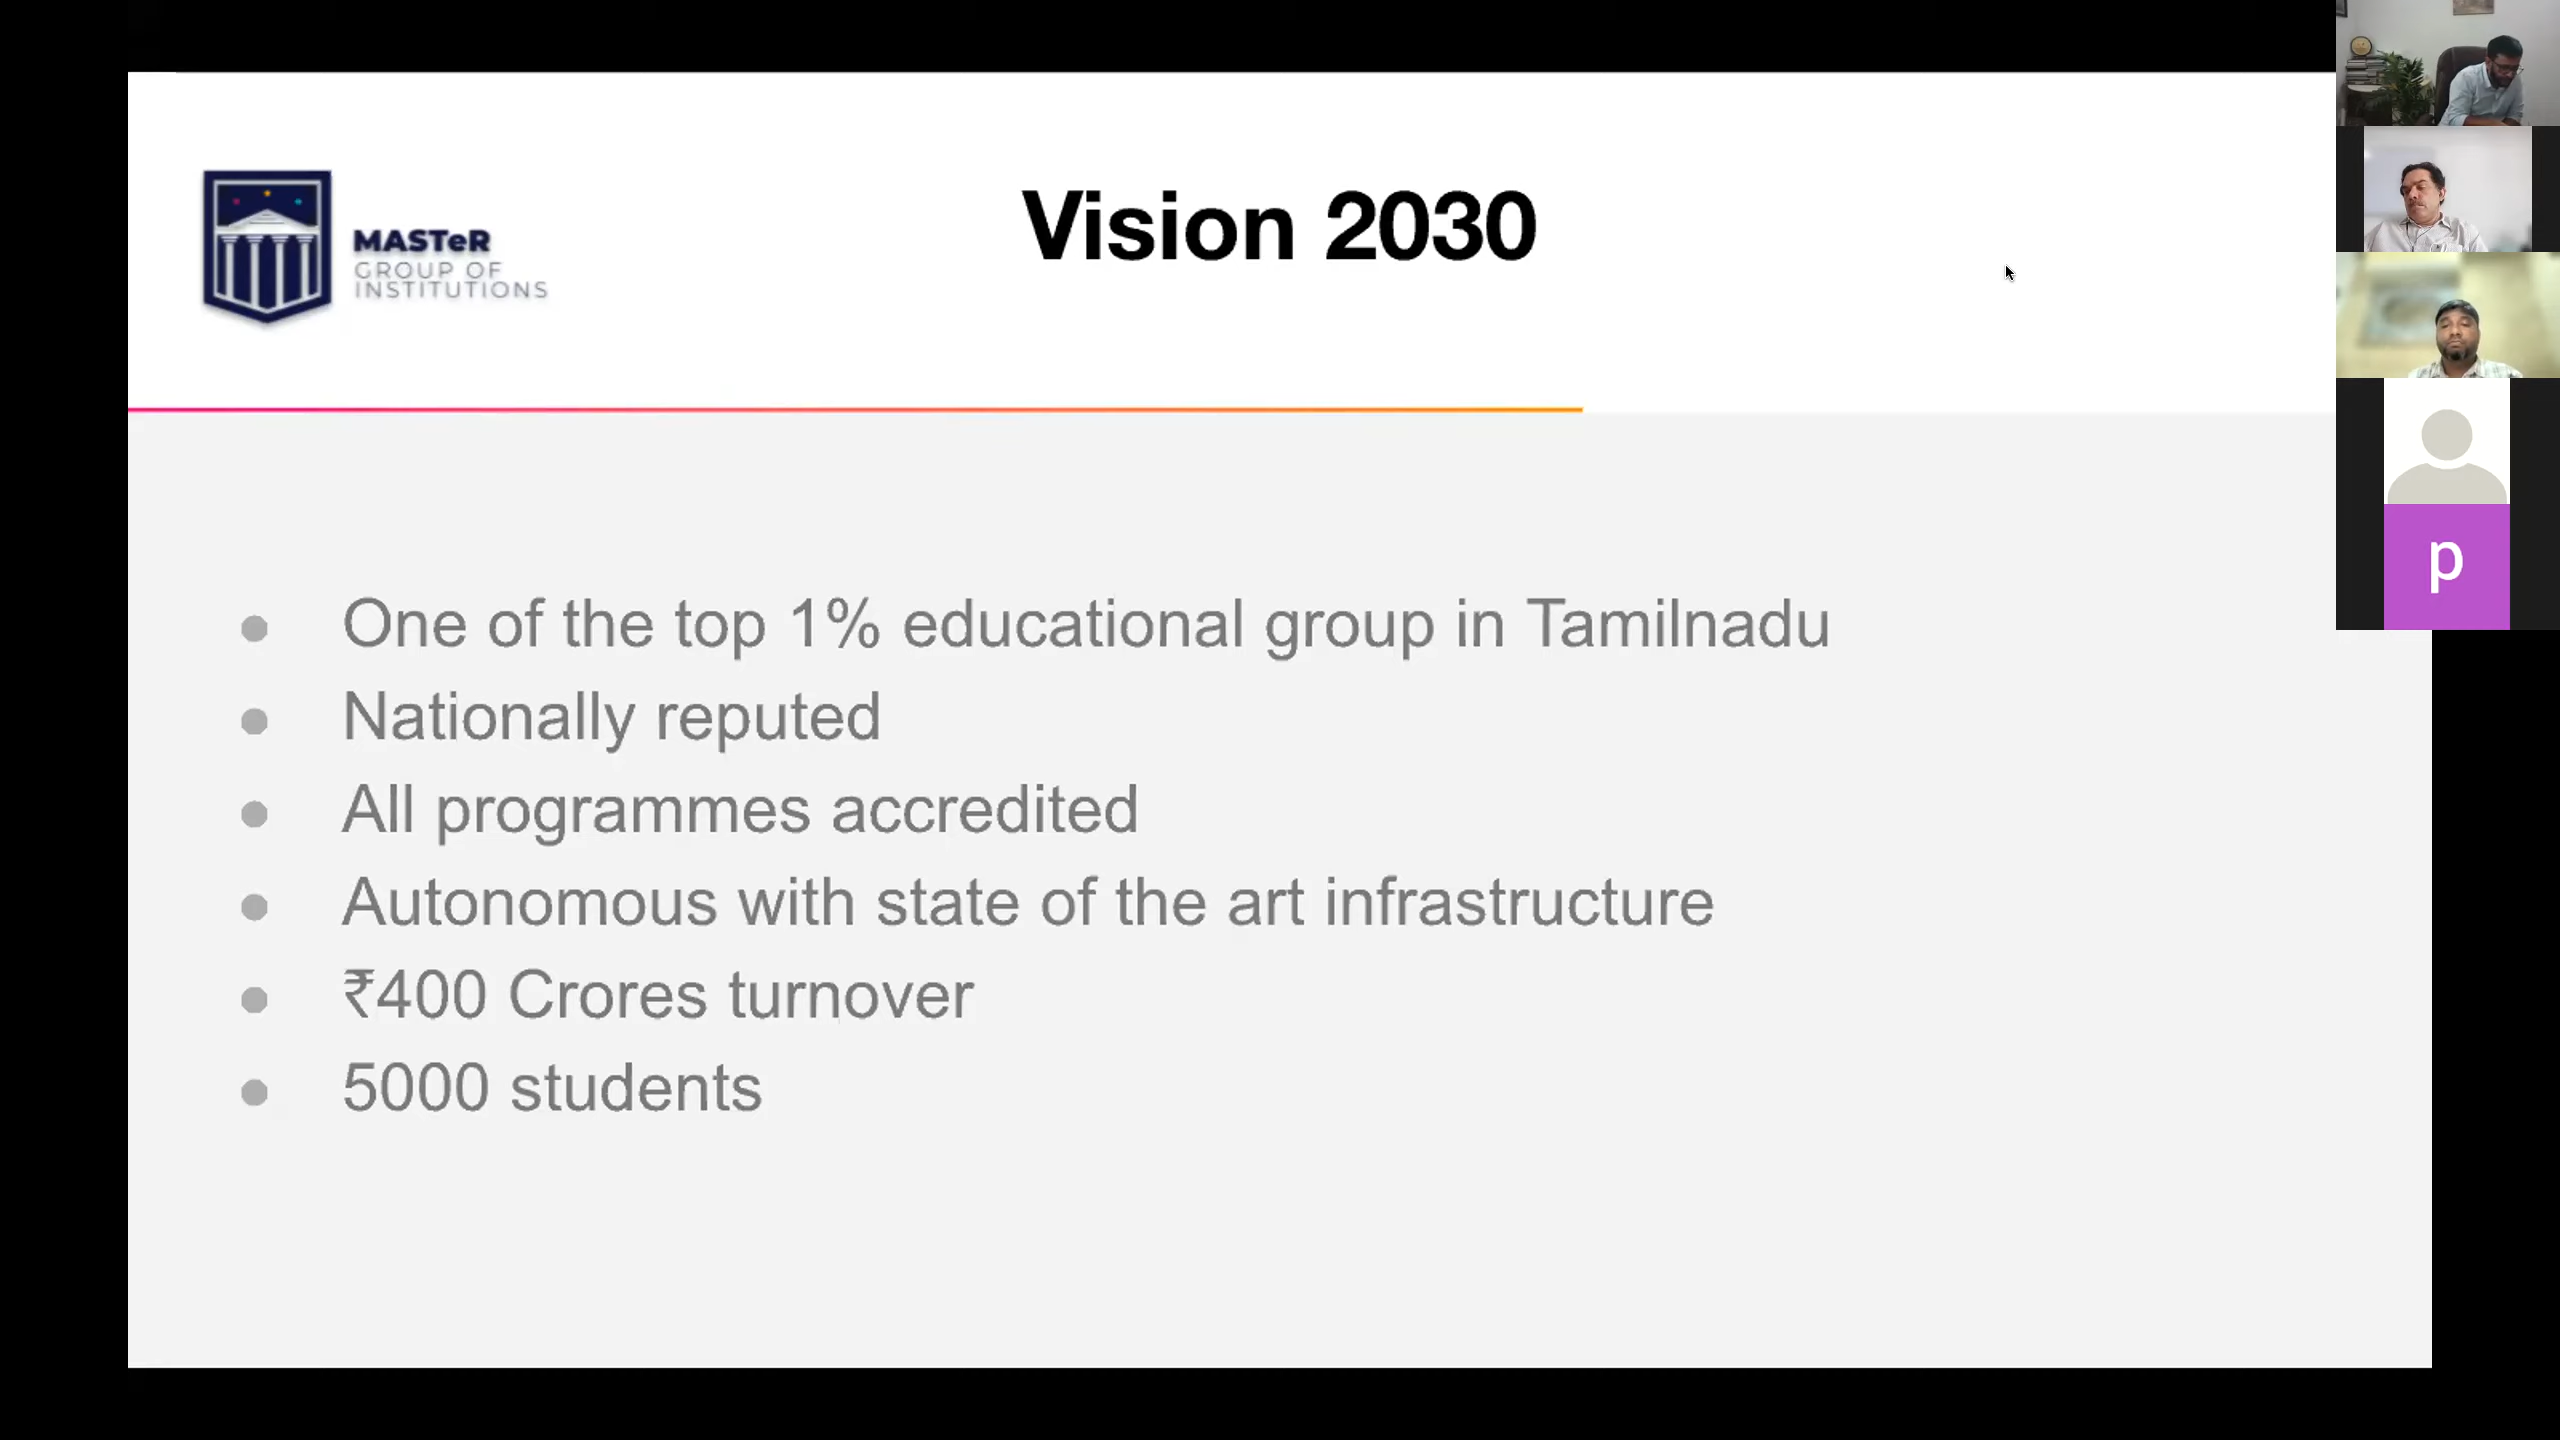 MASTeR
GROUP OF
INSTITUTIONS
Vision 2030
One of the top 1% educational group in Tamilnadu
Nationally reputed
All programmes accredited
Autonomous with state of the art infrastructure
₹400 Crores turnover
5000 students
p